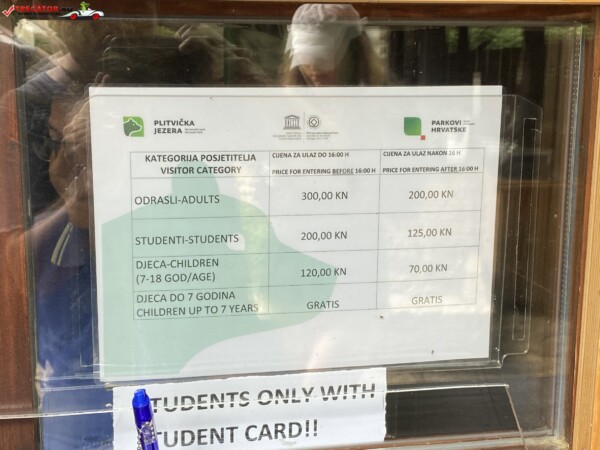 TREGATOR
PLITVIČKA
JEZERA
PARKOVI
HRVATSKE
KATEGORIJA POSJETITELJA
VISITOR CATEGORY
CIJENA ZA ULAZ DO 16:00 H
PRICE FOR ENTERING BEFORE 16:00 H
CIJENA ZA ULAZ NAKON 16 H
PRICE FOR ENTERING AFTER 16:00 H
ODRASLI-ADULTS 300,00 KN 200,00 KN
STUDENTI-STUDENTS 200,00 KN 125,00 KN
DJECA-CHILDREN
(7-18 GOD/AGE) 120,00 KN 70,00 KN
DJECA DO 7 GODINA
CHILDREN UP TO 7 YEARS GRATIS GRATIS
STUDENTS ONLY WITH
STUDENT CARD!!